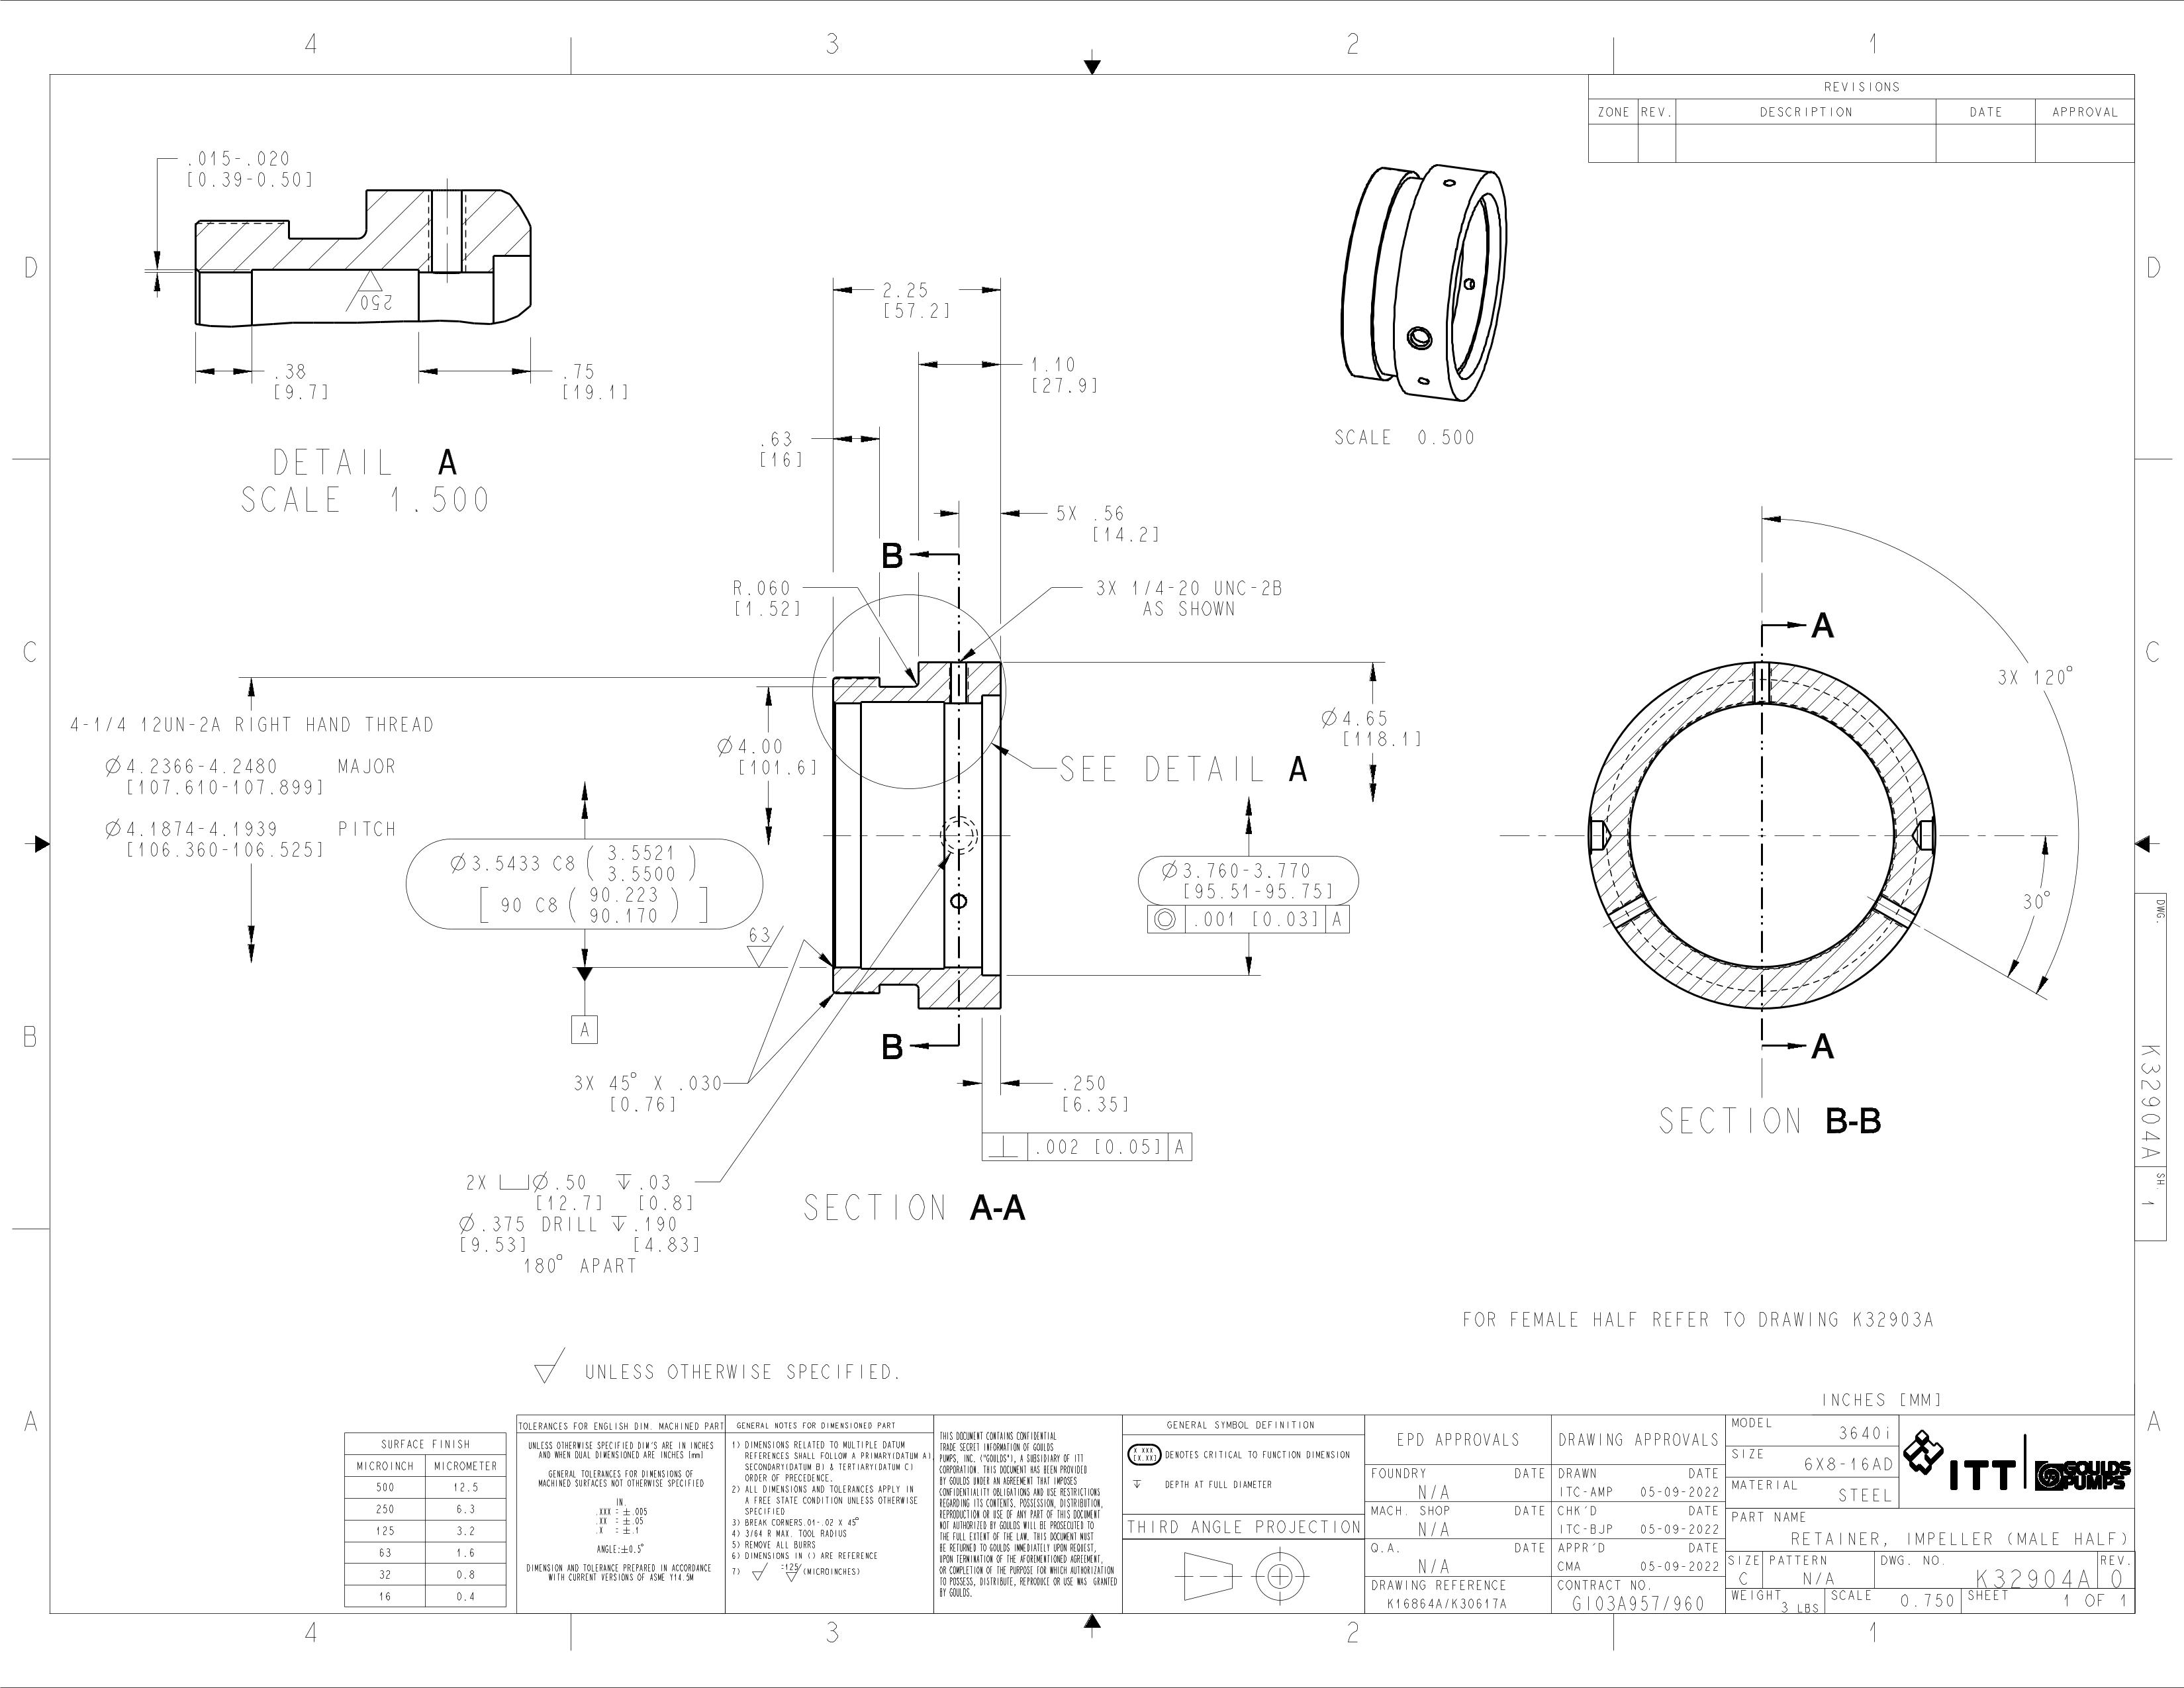 4 3 2 1
REVISIONS
ZONE REV. DESCRIPTION DATE APPROVAL
.015-.020
[0.39-0.50]
250
.38
[9.7]
.75
[19.1]
DETAIL A
SCALE 1.500
D
D
2.25
[57.2]
1.10
[27.9]
.63
[16]
SCALE 0.500
5X .56
[14.2]
B
R.060
[1.52]
3X 1/4-20 UNC-2B
AS SHOWN
A
C
C
3X 120°
4-1/4 12UN-2A RIGHT HAND THREAD
Ø4.2366-4.2480 MAJOR
[107.610-107.899]
Ø4.1874-4.1939 PITCH
[106.360-106.525]
Ø4.00
[101.6]
Ø4.65
[118.1]
SEE DETAIL A
Ø3.5433 C8 ( 3.5521
3.5500 )
[ 90 C8 ( 90.223
90.170 ) ]
Ø3.760-3.770
[95.51-95.75]
◎ .001 [0.03] A
30°
63
A
B
B
B
A
3X 45° X .030
[0.76]
.250
[6.35]
⊥ .002 [0.05] A
SECTION B-B
2X ⌴Ø.50 ↧.03
[12.7] [0.8]
Ø.375 DRILL ↧.190
[9.53] [4.83]
180° APART
SECTION A-A
DWG.
K32904A
SH.
1
FOR FEMALE HALF REFER TO DRAWING K32903A
UNLESS OTHERWISE SPECIFIED.
INCHES [MM]
A
A
SURFACE FINISH
MICROINCH MICROMETER
500 12.5
250 6.3
125 3.2
63 1.6
32 0.8
16 0.4
TOLERANCES FOR ENGLISH DIM. MACHINED PART
UNLESS OTHERWISE SPECIFIED DIM'S ARE IN INCHES
AND WHEN DUAL DIMENSIONED ARE INCHES [mm]
GENERAL TOLERANCES FOR DIMENSIONS OF
MACHINED SURFACES NOT OTHERWISE SPECIFIED
IN.
.XXX : ±.005
.XX : ±.05
.X : ±.1
ANGLE:±0.5°
DIMENSION AND TOLERANCE PREPARED IN ACCORDANCE
WITH CURRENT VERSIONS OF ASME Y14.5M
GENERAL NOTES FOR DIMENSIONED PART
1) DIMENSIONS RELATED TO MULTIPLE DATUM
REFERENCES SHALL FOLLOW A PRIMARY(DATUM A)
SECONDARY(DATUM B) & TERTIARY(DATUM C)
ORDER OF PRECEDENCE.
2) ALL DIMENSIONS AND TOLERANCES APPLY IN
A FREE STATE CONDITION UNLESS OTHERWISE
SPECIFIED
3) BREAK CORNERS.01-.02 X 45°
4) 3/64 R MAX. TOOL RADIUS
5) REMOVE ALL BURRS
6) DIMENSIONS IN () ARE REFERENCE
7) =125 (MICROINCHES)
THIS DOCUMENT CONTAINS CONFIDENTIAL
TRADE SECRET INFORMATION OF GOULDS
PUMPS, INC. ("GOULDS"), A SUBSIDIARY OF ITT
CORPORATION. THIS DOCUMENT HAS BEEN PROVIDED
BY GOULDS UNDER AN AGREEMENT THAT IMPOSES
CONFIDENTIALITY OBLIGATIONS AND USE RESTRICTIONS
REGARDING ITS CONTENTS. POSSESSION, DISTRIBUTION,
REPRODUCTION OR USE OF ANY PART OF THIS DOCUMENT
NOT AUTHORIZED BY GOULDS WILL BE PROSECUTED TO
THE FULL EXTENT OF THE LAW. THIS DOCUMENT MUST
BE RETURNED TO GOULDS IMMEDIATELY UPON REQUEST,
UPON TERMINATION OF THE AFOREMENTIONED AGREEMENT,
OR COMPLETION OF THE PURPOSE FOR WHICH AUTHORIZATION
TO POSSESS, DISTRIBUTE, REPRODUCE OR USE WAS GRANTED
BY GOULDS.
GENERAL SYMBOL DEFINITION
X.XXX
[X.XX] DENOTES CRITICAL TO FUNCTION DIMENSION
↧ DEPTH AT FULL DIAMETER
THIRD ANGLE PROJECTION
EPD APPROVALS
FOUNDRY DATE
N/A
MACH. SHOP DATE
N/A
Q.A. DATE
N/A
DRAWING REFERENCE
K16864A/K30617A
DRAWING APPROVALS
DRAWN DATE
ITC-AMP 05-09-2022
CHK'D DATE
ITC-BJP 05-09-2022
APPR'D DATE
CMA 05-09-2022
CONTRACT NO.
GI03A957/960
MODEL
3640i
SIZE
6X8-16AD
MATERIAL
STEEL
ITT GOULDS PUMPS
PART NAME
RETAINER, IMPELLER (MALE HALF)
SIZE PATTERN DWG. NO. REV.
C N/A K32904A 0
WEIGHT 3 LBS SCALE 0.750 SHEET 1 OF 1
4 3 2 1